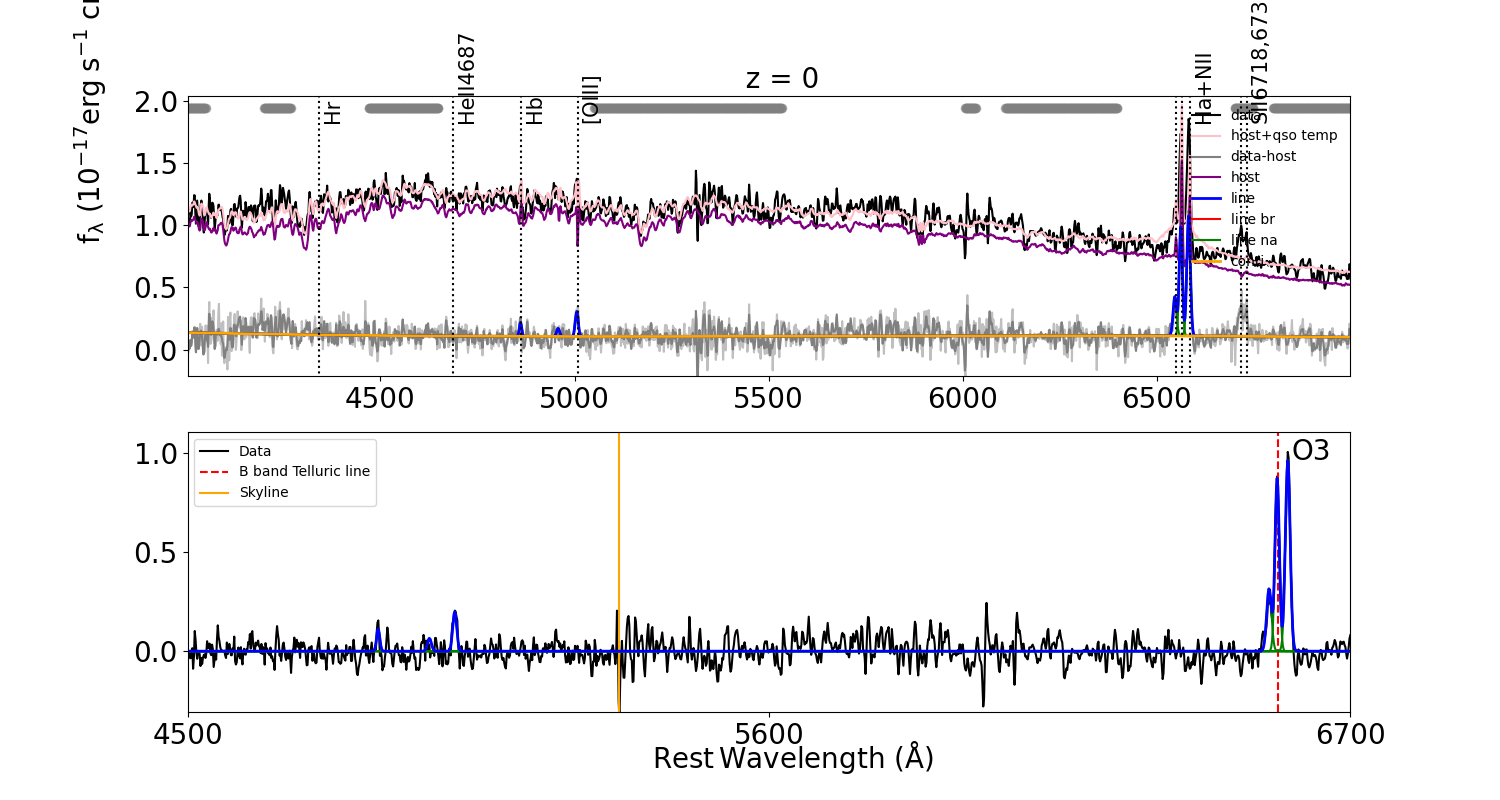 z = 0
fλ (10−17erg s−1 c
Hr
HeII4687
Hb
[OIII]
Ha+NII
SII6718,673
2.0
1.5
1.0
0.5
0.0
data
host+qso temp
data-host
host
line
line br
line na
4500
5000
5500
6000
6500
1.0
0.5
0.0
Data
B band Telluric line
Skyline
O3
4500
5600
6700
Rest Wavelength (Å)